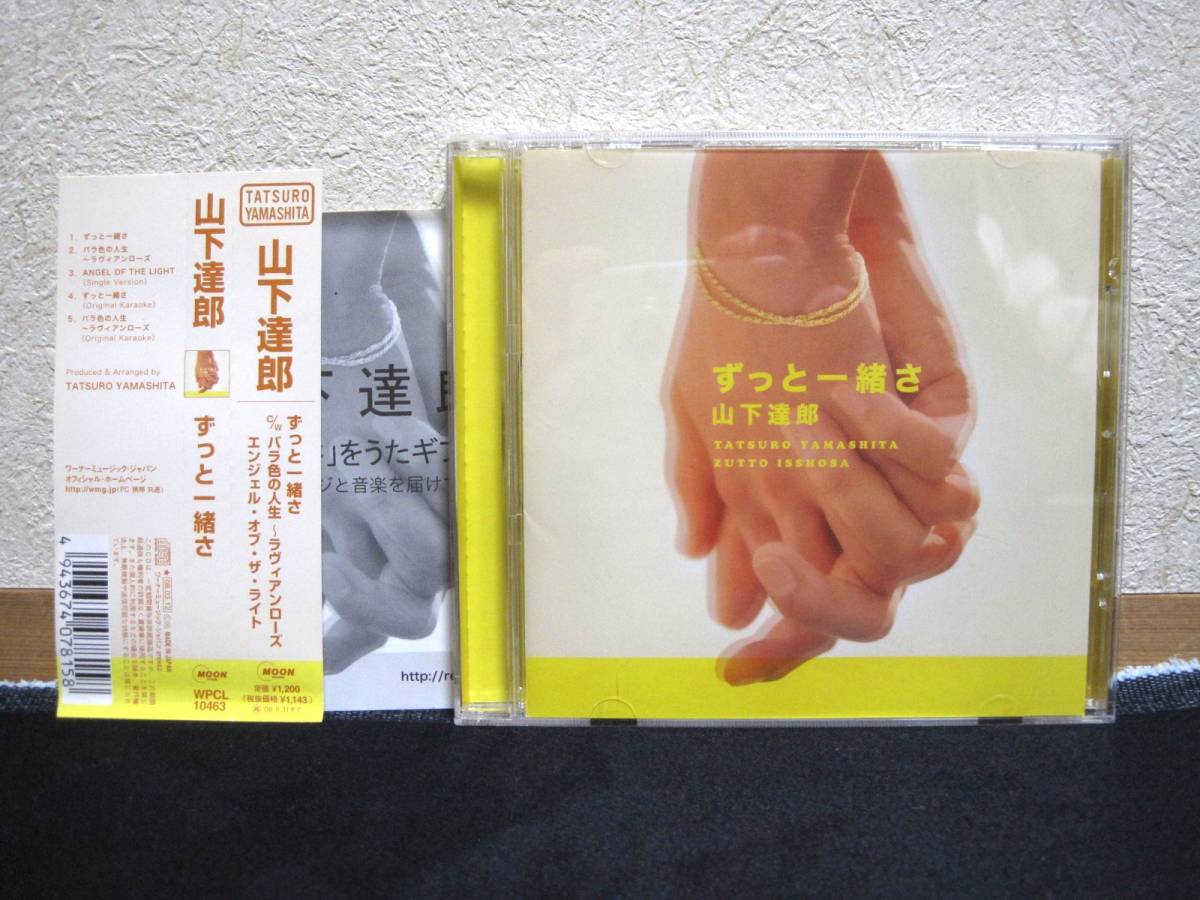 TATSURO
YAMASHITA
山下達郎
ずっと一緒さ
C/W バラ色の人生 ～ラヴィアンローズ
エンジェル・オブ・ザ・ライト
MOON
定価 ¥1,200
(税抜価格 ¥1,143)
山下達郎
ずっと一緒さ
MOON
WPCL
10463
1. ずっと一緒さ
2. バラ色の人生
～ラヴィアンローズ
3. ANGEL OF THE LIGHT
(Single Version)
4. ずっと一緒さ
(Original Karaoke)
5. バラ色の人生
～ラヴィアンローズ
(Original Karaoke)
Produced & Arranged by
TATSURO YAMASHITA
ワーナーミュージック・ジャパン
オフィシャル・ホームページ
http://wmg.jp(PC 携帯 共通)
4 943674 078158
下達
」をうたギフ
ジと音楽を届けて
http://re
ずっと一緒さ
山下達郎
TATSURO YAMASHITA
ZUTTO ISSHOSA